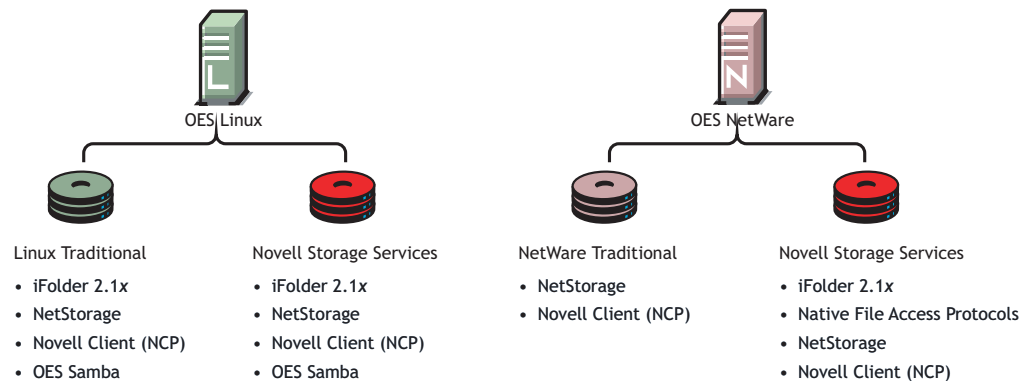 L
OES Linux
N
OES NetWare
Linux Traditional
• iFolder 2.1x
• NetStorage
• Novell Client (NCP)
• OES Samba
Novell Storage Services
• iFolder 2.1x
• NetStorage
• Novell Client (NCP)
• OES Samba
NetWare Traditional
• NetStorage
• Novell Client (NCP)
Novell Storage Services
• iFolder 2.1x
• Native File Access Protocols
• NetStorage
• Novell Client (NCP)